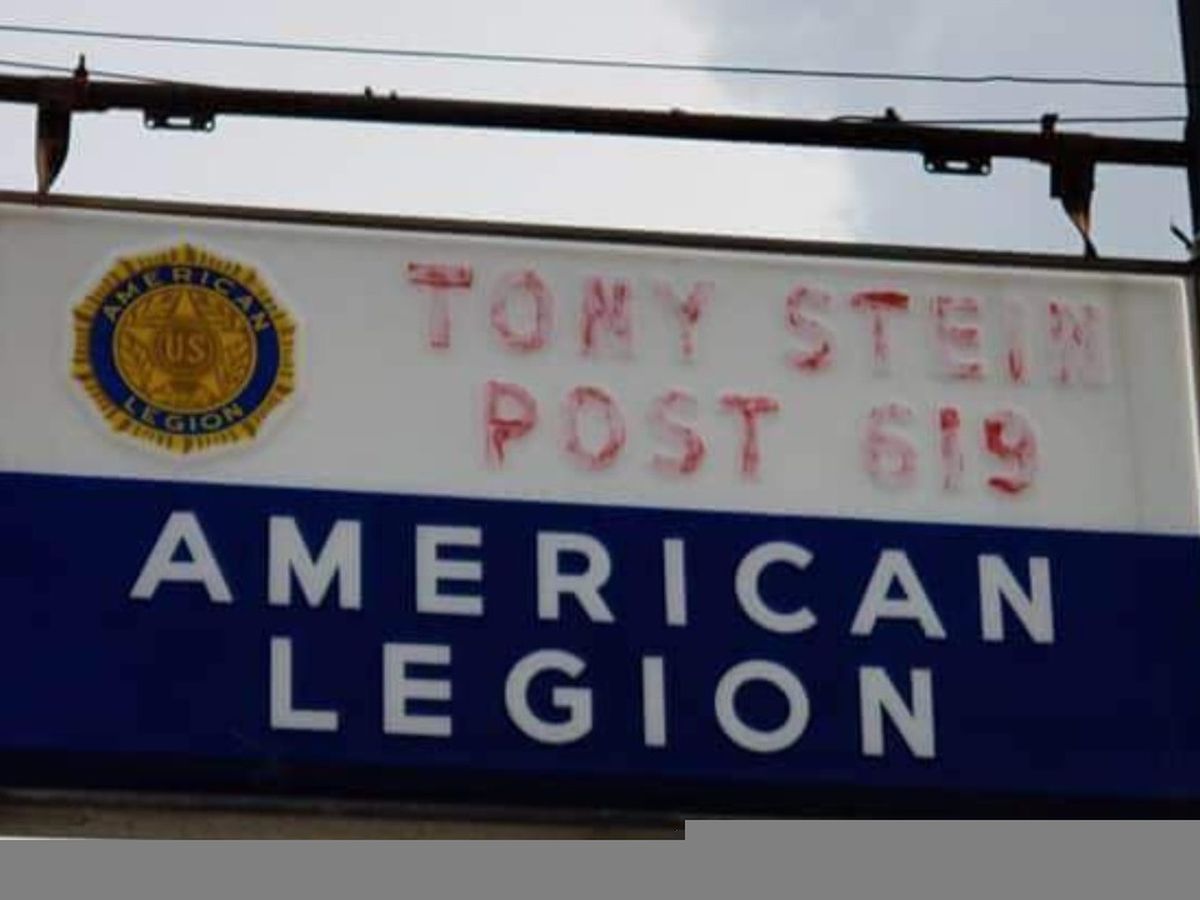 AMERICAN
US
LEGION
TONY STEIN
POST 619
AMERICAN
LEGION